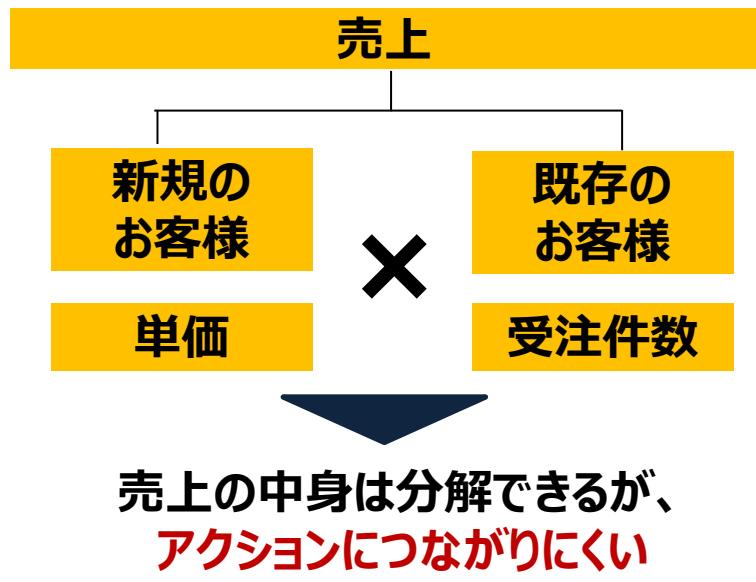 売上
新規の
お客様
既存の
お客様
×
単価
受注件数
売上の中身は分解できるが、
アクションにつながりにくい